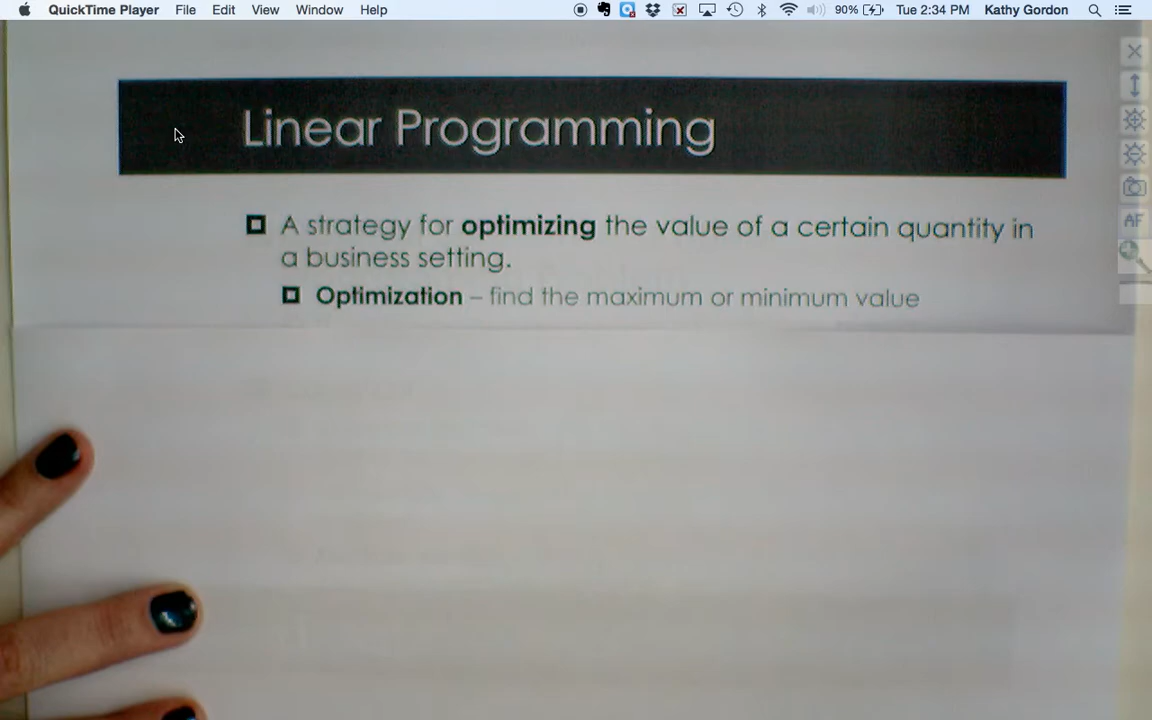 QuickTime Player File Edit View Window Help 90% Tue 2:34 PM Kathy Gordon
Linear Programming
A strategy for optimizing the value of a certain quantity in
a business setting.
Optimization – find the maximum or minimum value
AF